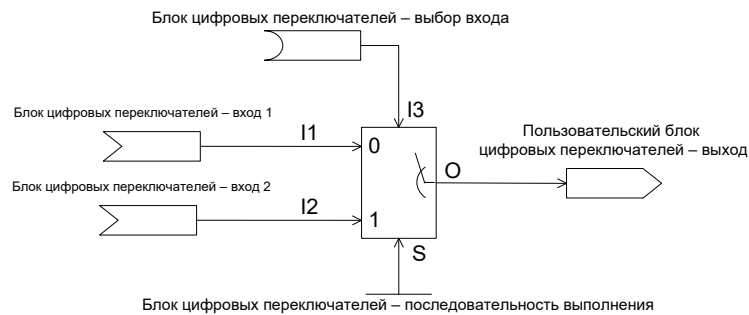 Блок цифровых переключателей – выбор входа
I3
Блок цифровых переключателей – вход 1
I1
0
Пользовательский блок
цифровых переключателей – выход
O
Блок цифровых переключателей – вход 2
I2
1
S
Блок цифровых переключателей – последовательность выполнения